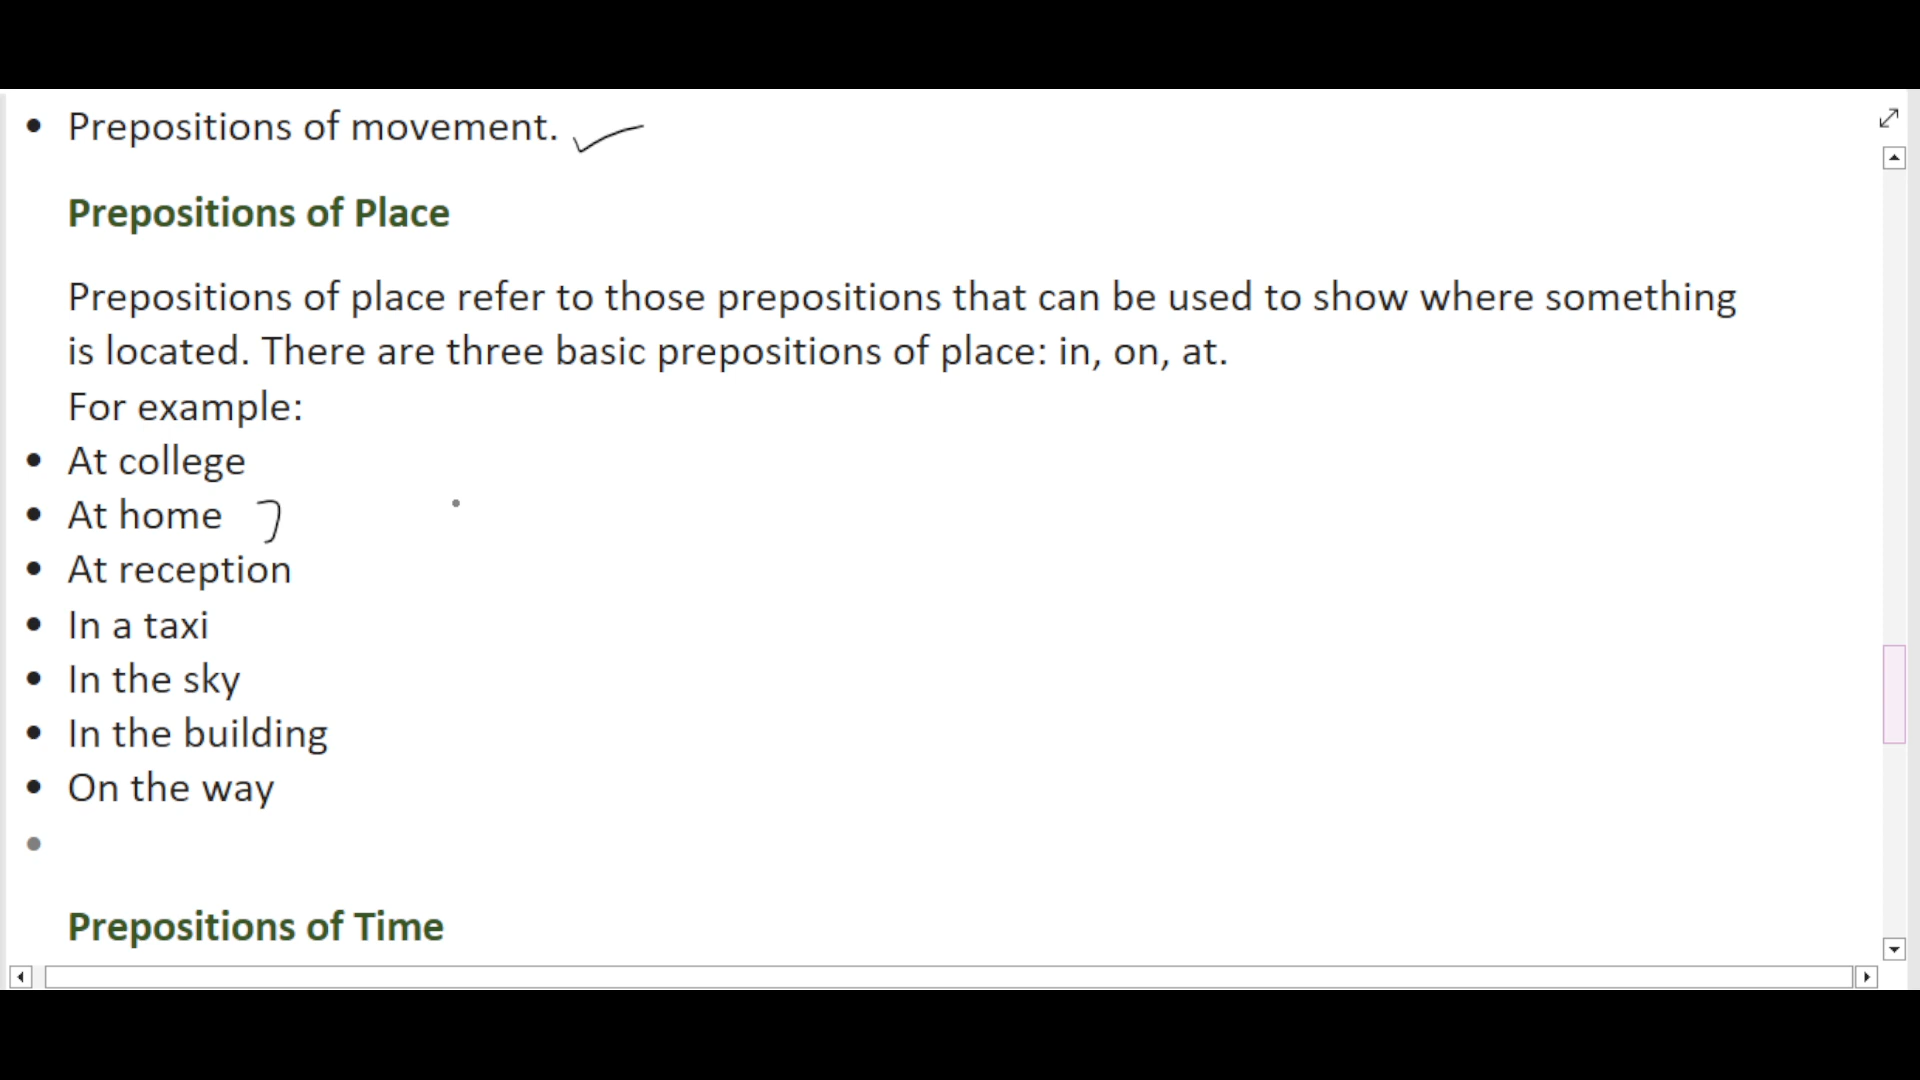 • Prepositions of movement.
Prepositions of Place
Prepositions of place refer to those prepositions that can be used to show where something
is located. There are three basic prepositions of place: in, on, at.
For example:
• At college
• At home
• At reception
• In a taxi
• In the sky
• In the building
• On the way
•
Prepositions of Time